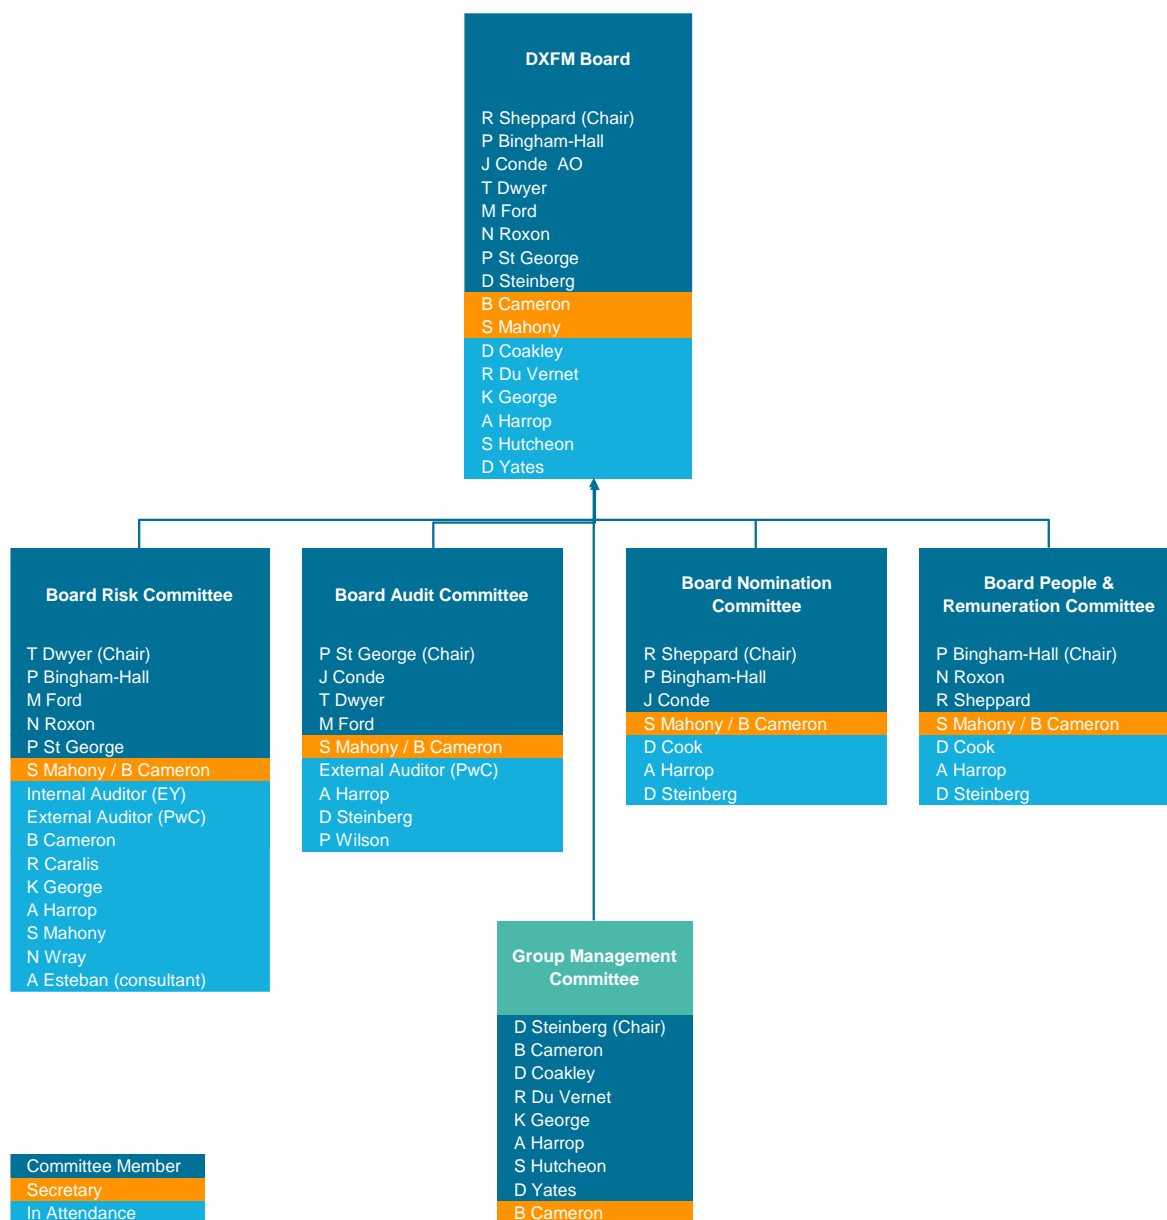 DXFM Board
R Sheppard (Chair)
P Bingham-Hall
J Conde  AO
T Dwyer
M Ford
N Roxon
P St George
D Steinberg
B Cameron
S Mahony
D Coakley
R Du Vernet
K George
A Harrop
S Hutcheon
D Yates
Board Risk Committee
T Dwyer (Chair)
P Bingham-Hall
M Ford
N Roxon
P St George
S Mahony / B Cameron
Internal Auditor (EY)
External Auditor (PwC)
B Cameron
R Caralis
K George
A Harrop
S Mahony
N Wray
A Esteban (consultant)
Board Audit Committee
P St George (Chair)
J Conde
T Dwyer
M Ford
S Mahony / B Cameron
External Auditor (PwC)
A Harrop
D Steinberg
P Wilson
Board Nomination
Committee
R Sheppard (Chair)
P Bingham-Hall
J Conde
S Mahony / B Cameron
D Cook
A Harrop
D Steinberg
Board People &
Remuneration Committee
P Bingham-Hall (Chair)
N Roxon
R Sheppard
S Mahony / B Cameron
D Cook
A Harrop
D Steinberg
Group Management
Committee
D Steinberg (Chair)
B Cameron
D Coakley
R Du Vernet
K George
A Harrop
S Hutcheon
D Yates
B Cameron
Committee Member
Secretary
In Attendance